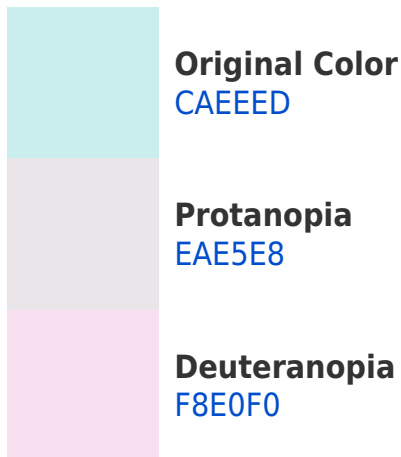 Original Color
CAEEED
Protanopia
EAE5E8
Deuteranopia
F8E0F0